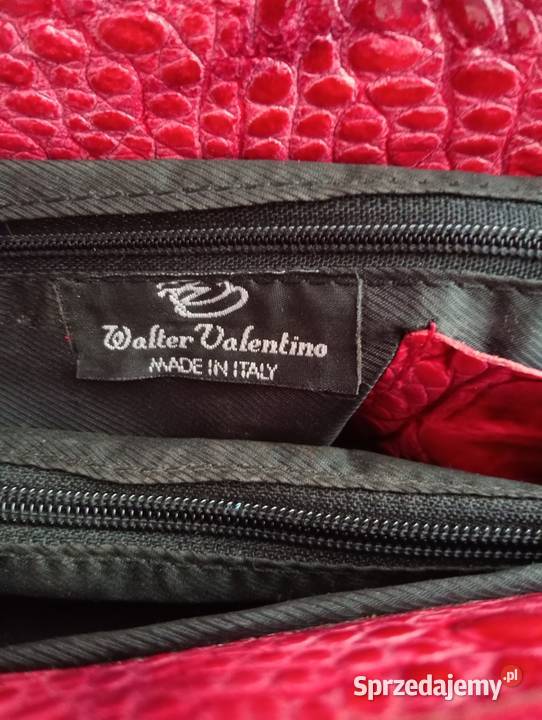 Walter Valentino
MADE IN ITALY
Sprzedajemy.pl